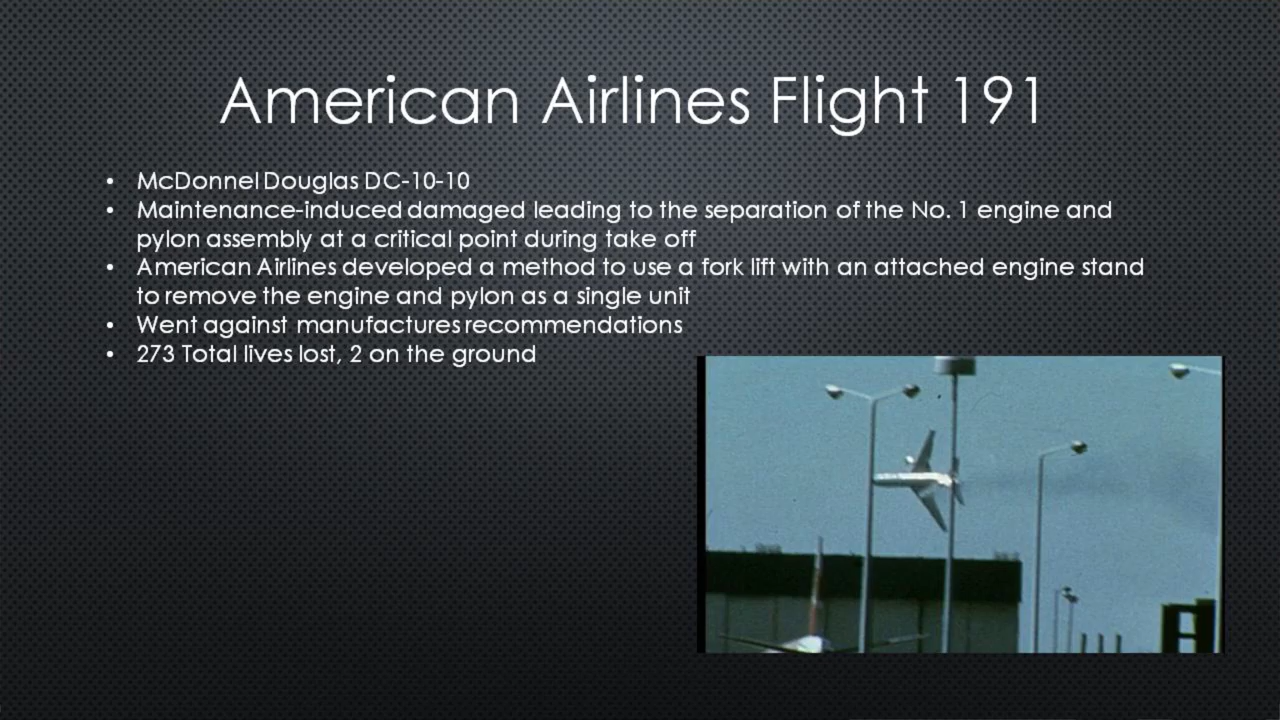 American Airlines Flight 191
• McDonnel Douglas DC-10-10
• Maintenance-induced damaged leading to the separation of the No. 1 engine and
pylon assembly at a critical point during take off
• American Airlines developed a method to use a fork lift with an attached engine stand
to remove the engine and pylon as a single unit
• Went against manufactures recommendations
• 273 Total lives lost, 2 on the ground